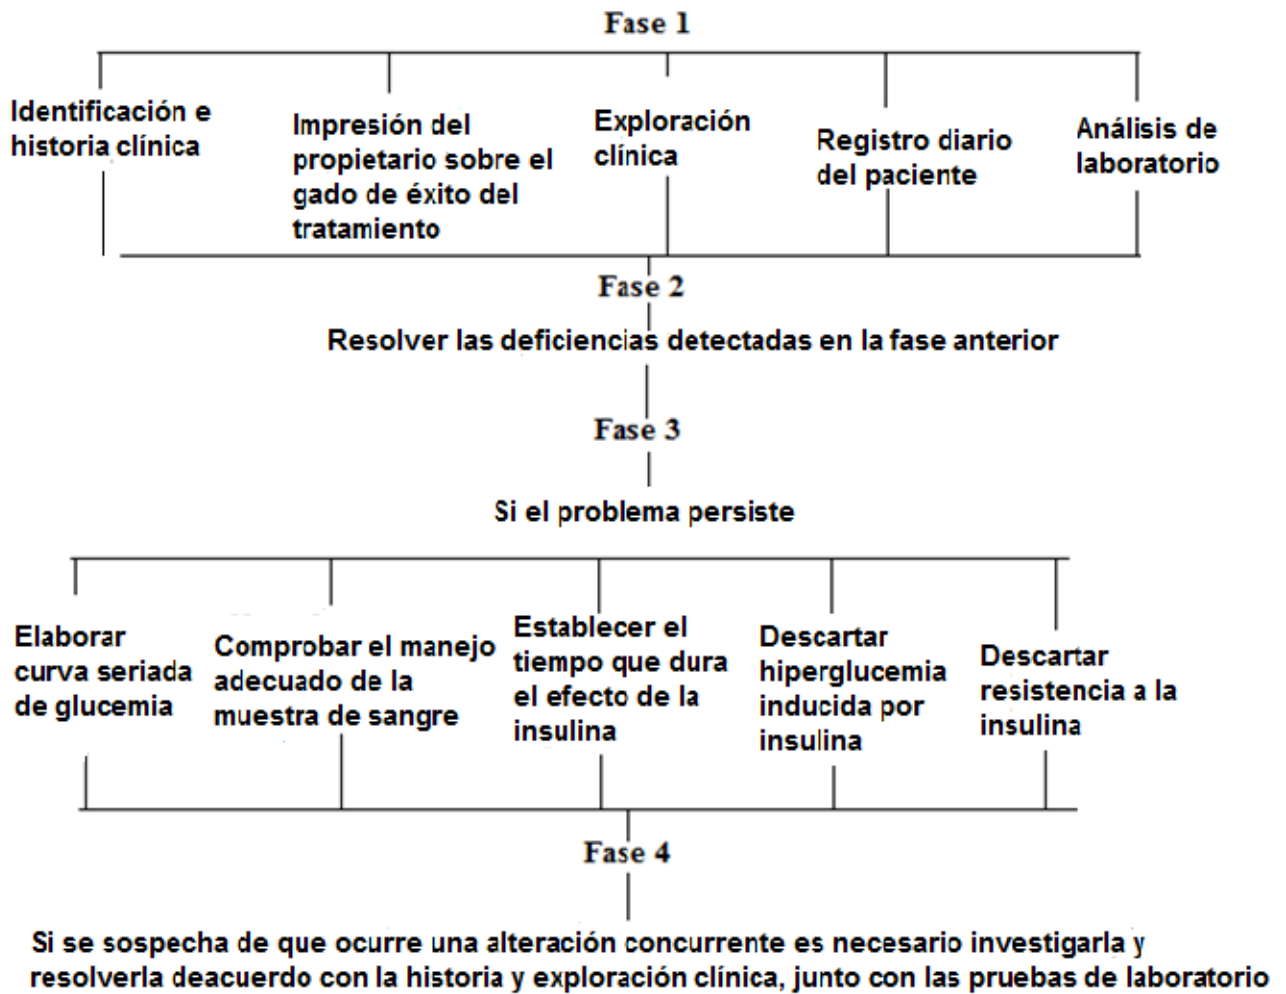 Fase 1
Identificación e
historia clínica
Impresión del
propietario sobre el
gado de éxito del
tratamiento
Exploración
clínica
Registro diario
del paciente
Análisis de
laboratorio
Fase 2
Resolver las deficiencias detectadas en la fase anterior
Fase 3
Si el problema persiste
Elaborar
curva seriada
de glucemia
Comprobar el manejo
adecuado de la
muestra de sangre
Establecer el
tiempo que dura
el efecto de la
insulina
Descartar
hiperglucemia
inducida por
insulina
Descartar
resistencia a la
insulina
Fase 4
Si se sospecha de que ocurre una alteración concurrente es necesario investigarla y
resolverla deacuerdo con la historia y exploración clínica, junto con las pruebas de laboratorio